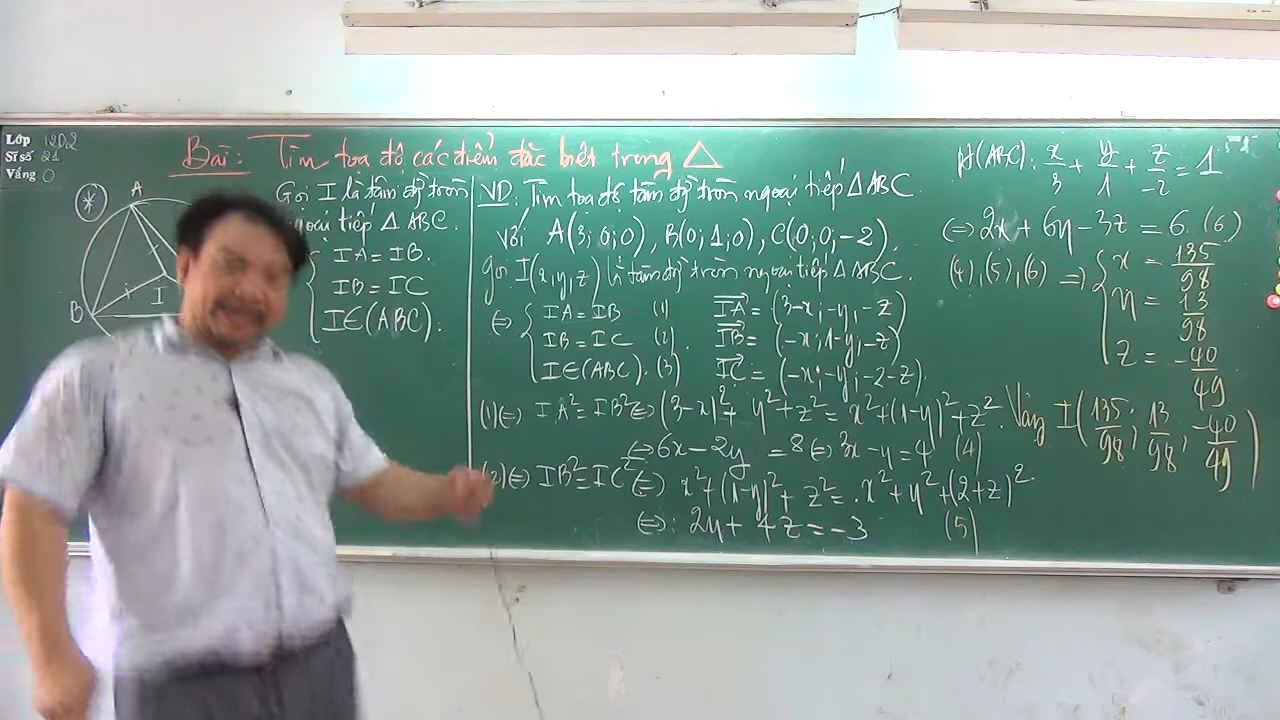 Lớp 12D2
Sĩ số 21
Vắng 0
Bài: Tìm tọa độ các điểm đặc biệt trong △
*
A
B
I
Gọi I là tâm đường tròn
ngoại tiếp △ABC.
IA = IB.
IB = IC
I∈(ABC).
VD: Tìm tọa độ tâm đường tròn ngoại tiếp △ABC
với A(3;0;0), B(0;1;0), C(0;0;-2).
gọi I(x,y,z) là tâm đường tròn ngoại tiếp △ABC.
⇔ { IA = IB (1)
IB = IC (2).
I∈(ABC). (3)
IA = (3-x; -y; -z)
IB = (-x; 1-y; -z)
IC = (-x; -y; -2-z).
(1)⇔ IA² = IB² ⇔ (3-x)² + y² + z² = x² + (1-y)² + z².
⇔ 6x - 2y = 8 ⇔ 3x - y = 4 (4)
(2)⇔ IB² = IC² ⇔ x² + (1-y)² + z² = x² + y² + (2+z)²
⇔: 2y + 4z = -3 (5)
pt(ABC): x/3 + y/1 + z/-2 = 1
⇔ 2x + 6y - 3z = 6 (6)
(4),(5),(6) ⇒ { x = 135/98
y = 13/98
z = -40/49
Vậy I(135/98; 13/98; -40/49)